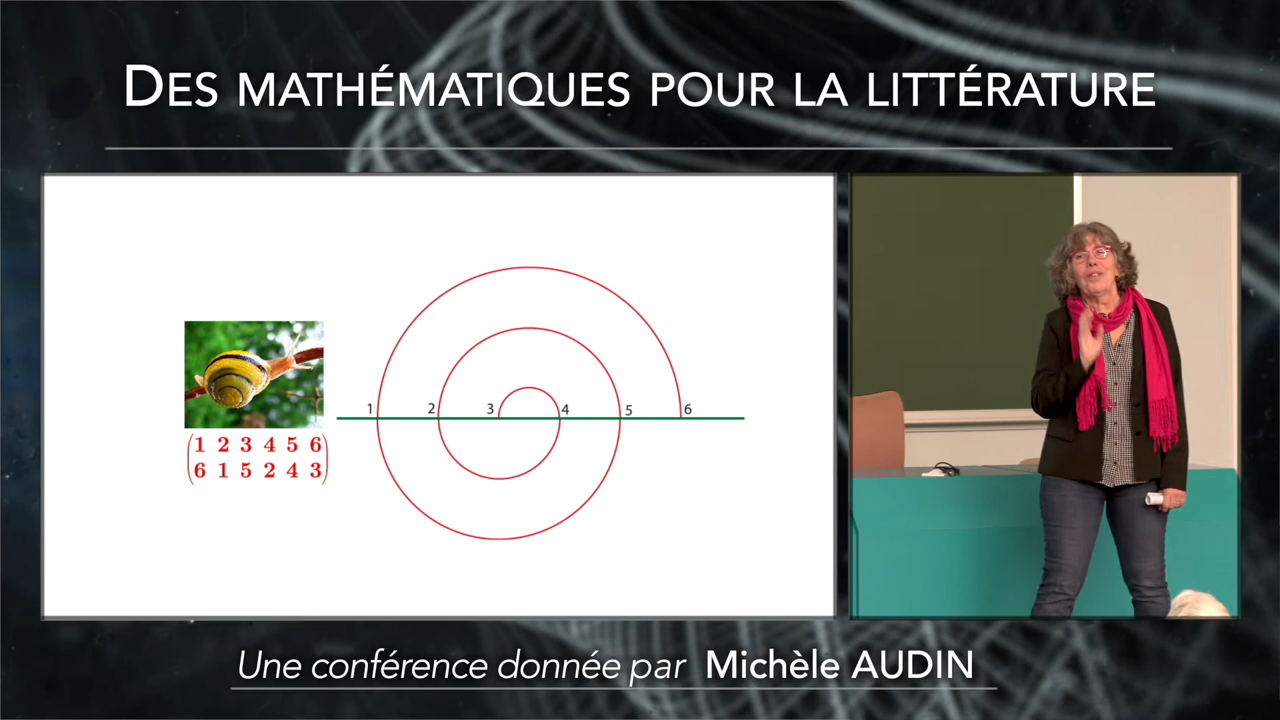 DES MATHÉMATIQUES POUR LA LITTÉRATURE
1 2 3 4 5 6
1 2 3 4 5 6
6 1 5 2 4 3
Une conférence donnée par Michèle AUDIN